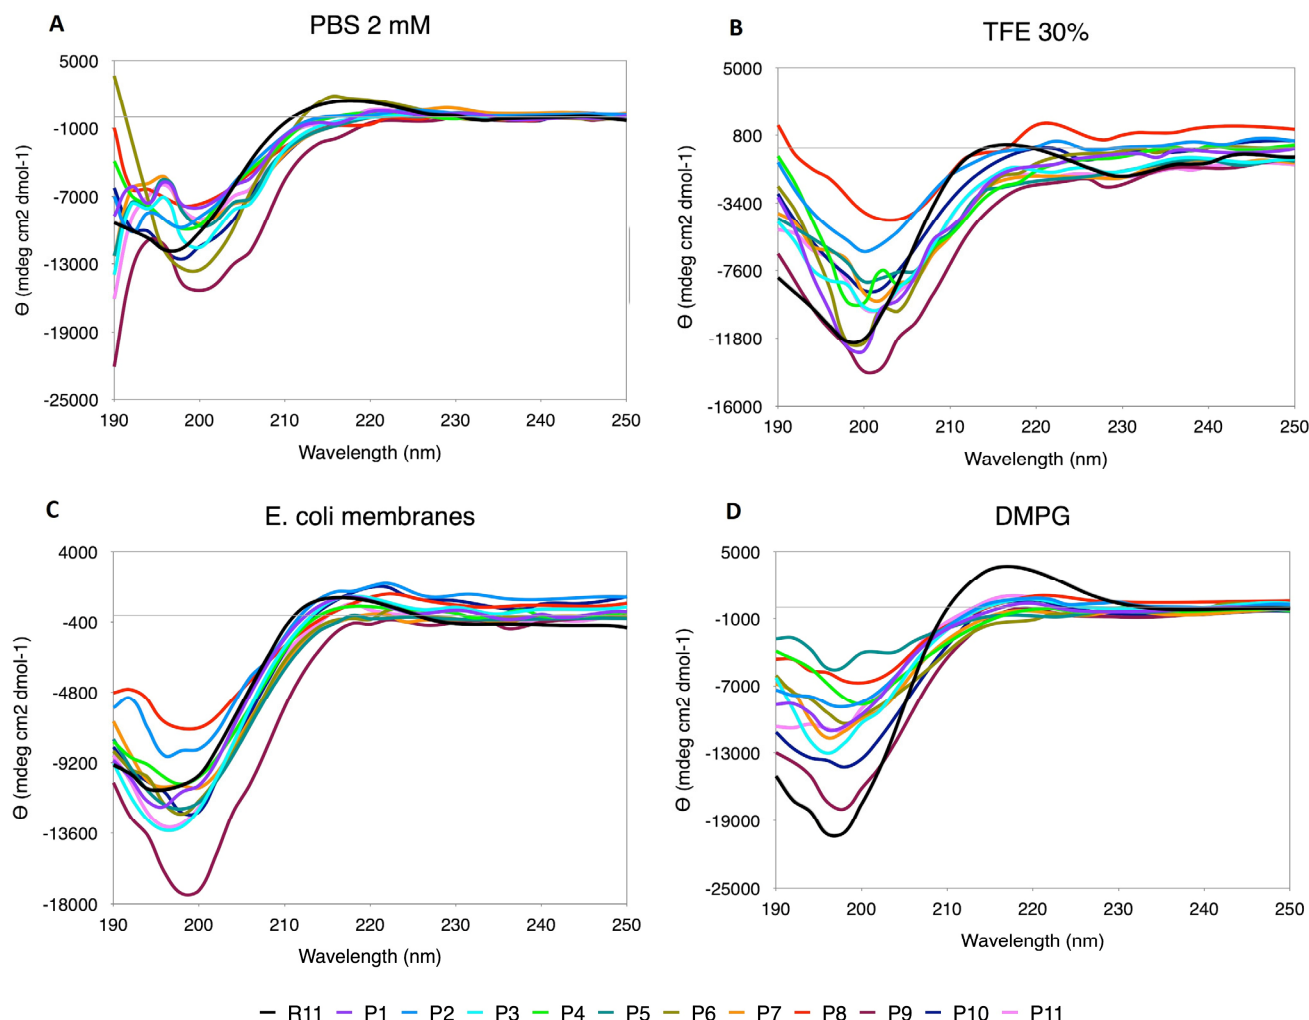 A
PBS 2 mM
5000
-1000
-7000
-13000
-19000
-25000
190 200 210 220 230 240 250
Wavelength (nm)
Θ (mdeg cm2 dmol-1)
B
TFE 30%
5000
800
-3400
-7600
-11800
-16000
190 200 210 220 230 240 250
Wavelength (nm)
Θ (mdeg cm2 dmol-1)
C
E. coli membranes
4000
-400
-4800
-9200
-13600
-18000
190 200 210 220 230 240 250
Wavelength (nm)
Θ (mdeg cm2 dmol-1)
D
DMPG
5000
-1000
-7000
-13000
-19000
-25000
190 200 210 220 230 240 250
Wavelength (nm)
Θ (mdeg cm2 dmol-1)
R11 P1 P2 P3 P4 P5 P6 P7 P8 P9 P10 P11